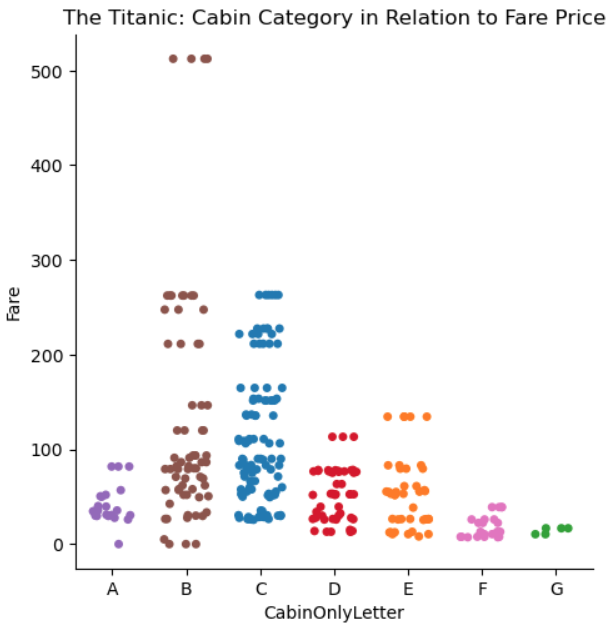 The Titanic: Cabin Category in Relation to Fare Price
500
400
300
200
100
0
Fare
A B C D E F G
CabinOnlyLetter